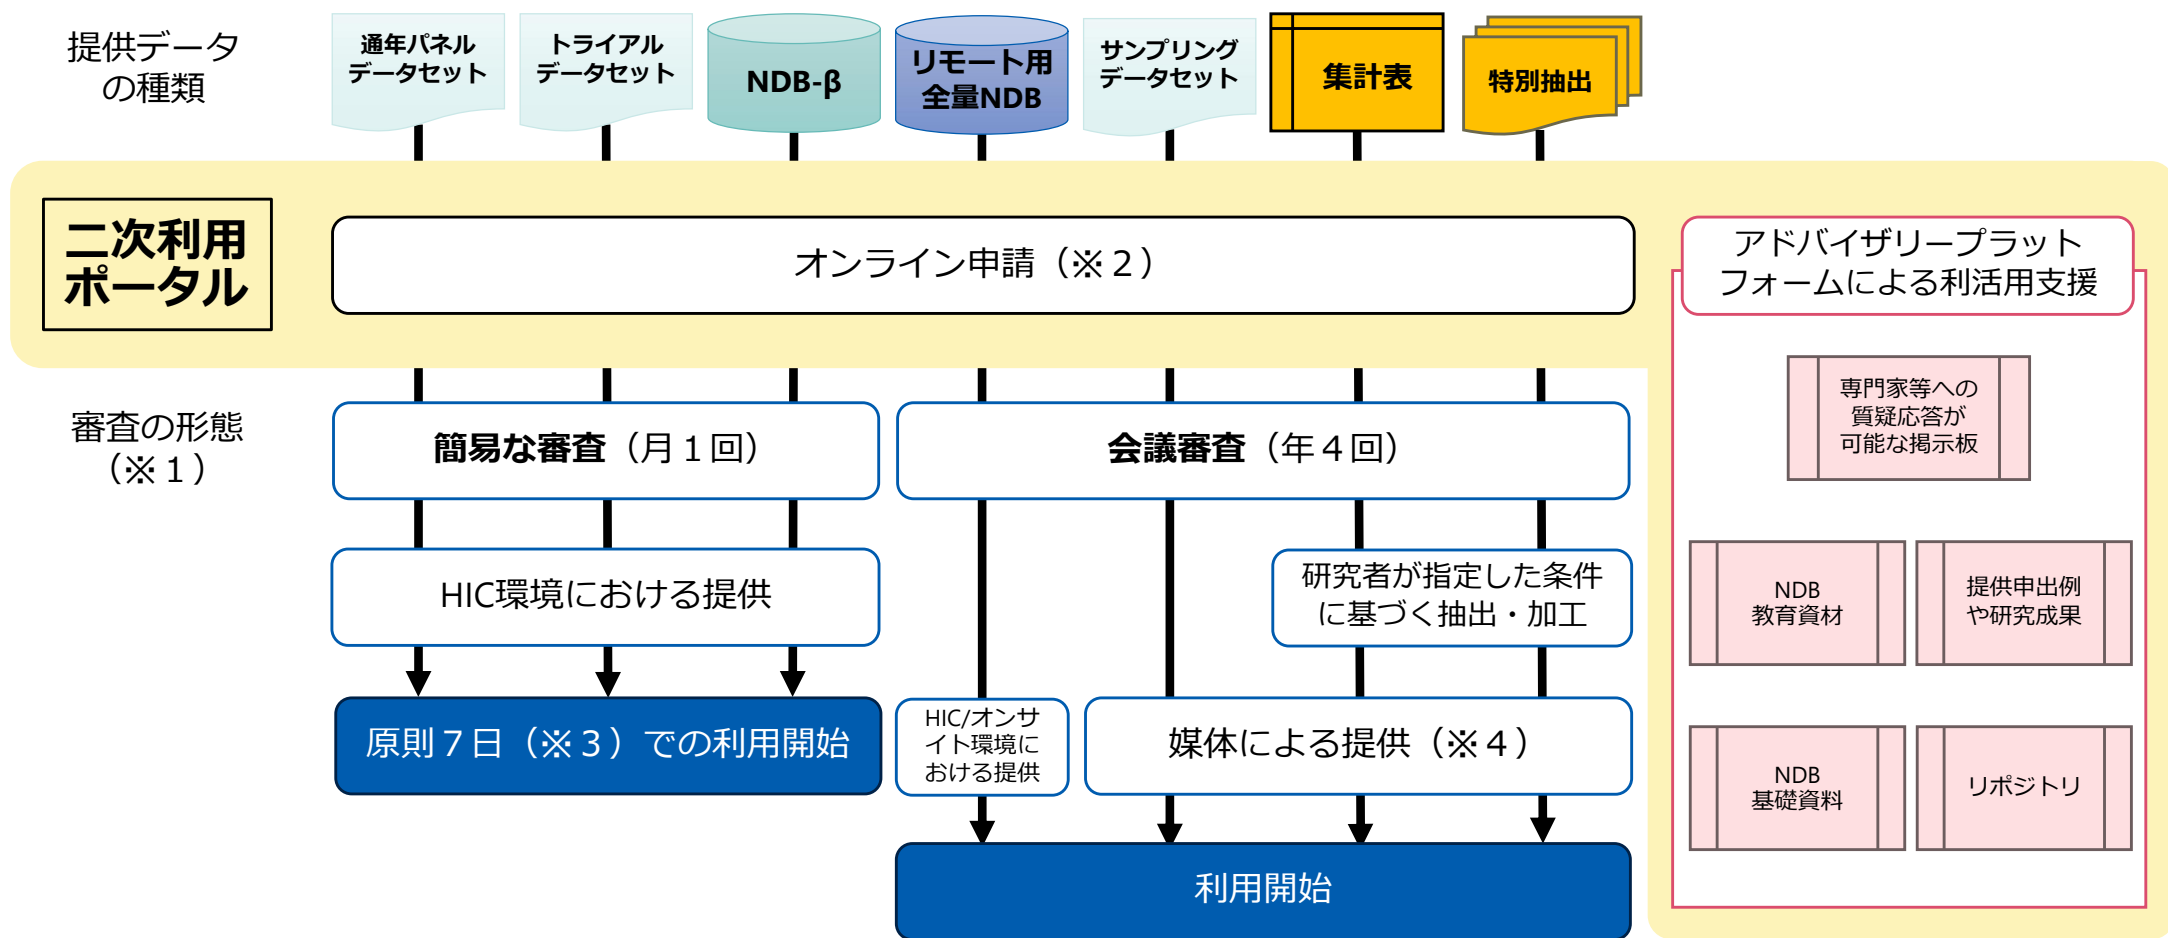 提供データ
の種類
通年パネル
データセット
トライアル
データセット
NDB-β
リモート用
全量NDB
サンプリング
データセット
集計表
特別抽出
二次利用
ポータル
オンライン申請（※２）
アドバイザリープラット
フォームによる利活用支援
審査の形態
（※１）
簡易な審査（月１回）
会議審査（年４回）
専門家等への
質疑応答が
可能な掲示板
HIC環境における提供
研究者が指定した条件
に基づく抽出・加工
NDB
教育資材
提供申出例
や研究成果
原則７日（※３）での利用開始
HIC/オンサ
イト環境に
おける提供
媒体による提供（※４）
NDB
基礎資料
リポジトリ
利用開始